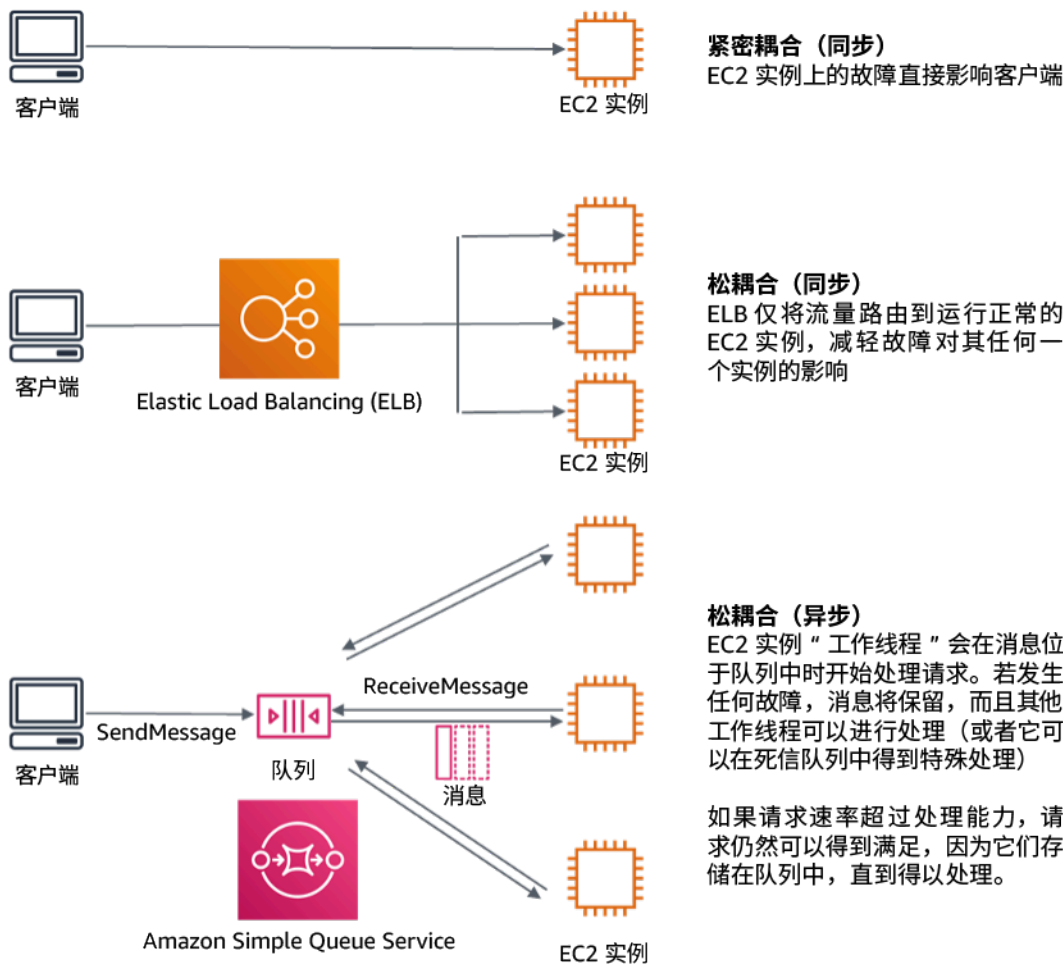 客户端
EC2 实例
紧密耦合（同步）
EC2 实例上的故障直接影响客户端
客户端
Elastic Load Balancing (ELB)
EC2 实例
松耦合（同步）
ELB 仅将流量路由到运行正常的
EC2 实例，减轻故障对其任何一
个实例的影响
客户端
SendMessage
队列
ReceiveMessage
消息
Amazon Simple Queue Service
EC2 实例
松耦合（异步）
EC2 实例 “ 工作线程 ” 会在消息位
于队列中时开始处理请求。若发生
任何故障，消息将保留，而且其他
工作线程可以进行处理（或者它可
以在死信队列中得到特殊处理）
如果请求速率超过处理能力，请
求仍然可以得到满足，因为它们存
储在队列中，直到得以处理。